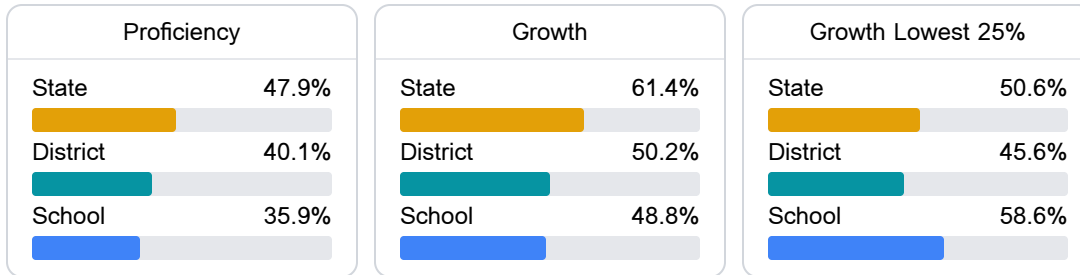 Proficiency
State 47.9%
District 40.1%
School 35.9%
Growth
State 61.4%
District 50.2%
School 48.8%
Growth Lowest 25%
State 50.6%
District 45.6%
School 58.6%